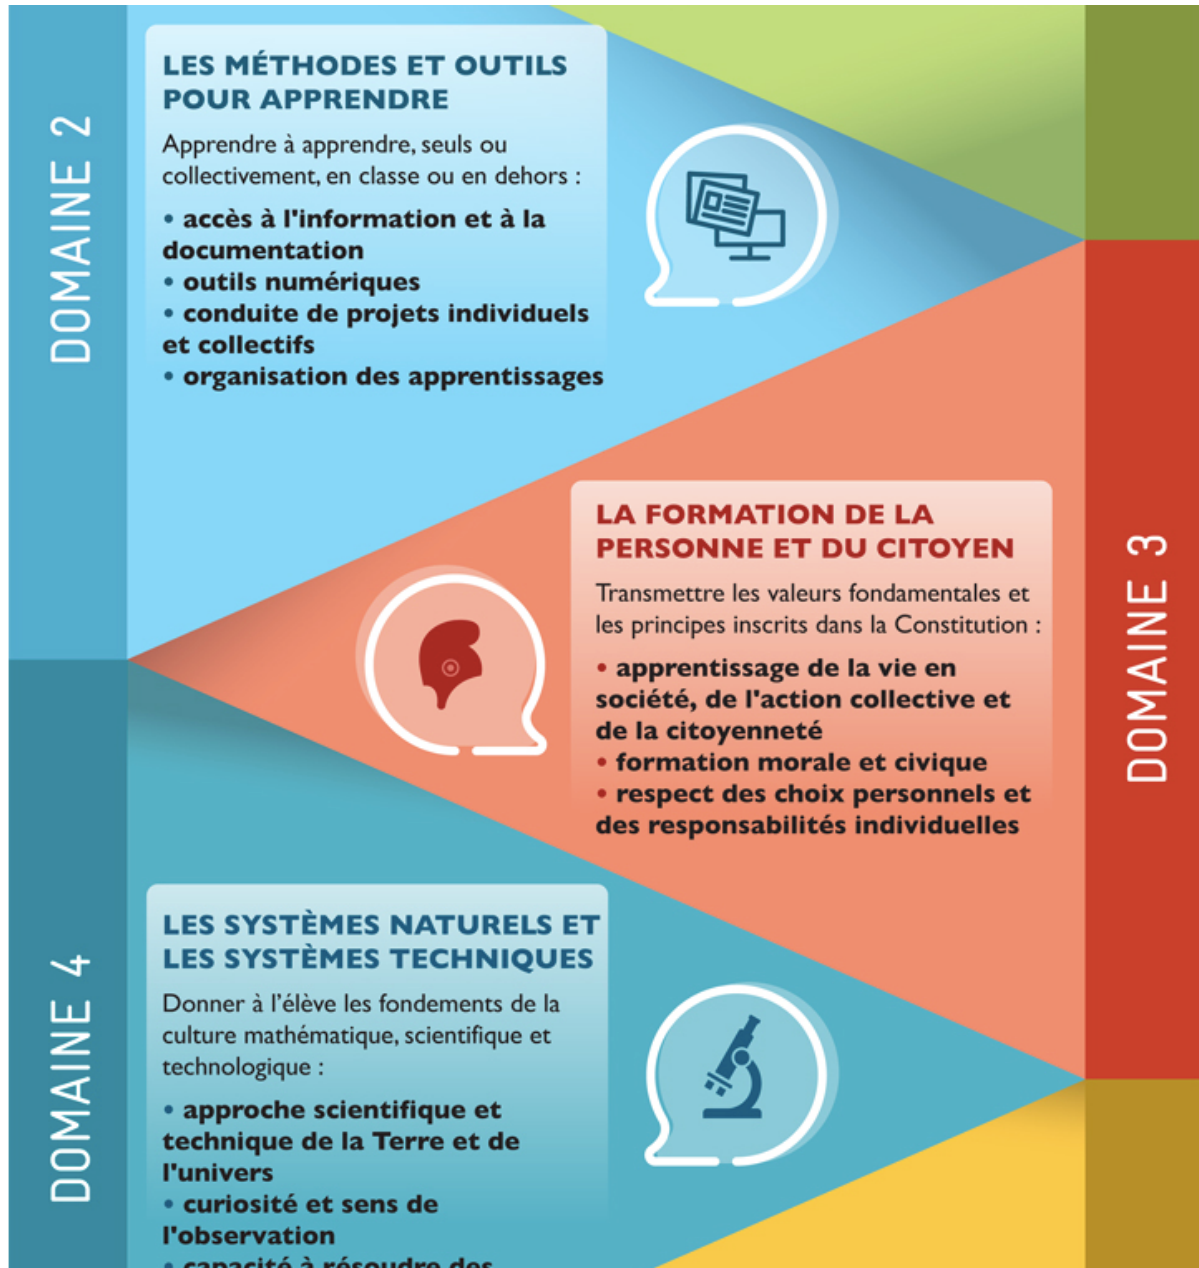 DOMAINE 2
LES MÉTHODES ET OUTILS
POUR APPRENDRE
Apprendre à apprendre, seuls ou
collectivement, en classe ou en dehors :
• accès à l'information et à la
documentation
• outils numériques
• conduite de projets individuels
et collectifs
• organisation des apprentissages
DOMAINE 3
LA FORMATION DE LA
PERSONNE ET DU CITOYEN
Transmettre les valeurs fondamentales et
les principes inscrits dans la Constitution :
• apprentissage de la vie en
société, de l'action collective et
de la citoyenneté
• formation morale et civique
• respect des choix personnels et
des responsabilités individuelles
DOMAINE 4
LES SYSTÈMES NATURELS ET
LES SYSTÈMES TECHNIQUES
Donner à l’élève les fondements de la
culture mathématique, scientifique et
technologique :
• approche scientifique et
technique de la Terre et de
l'univers
• curiosité et sens de
l'observation
• capacité à résoudre des